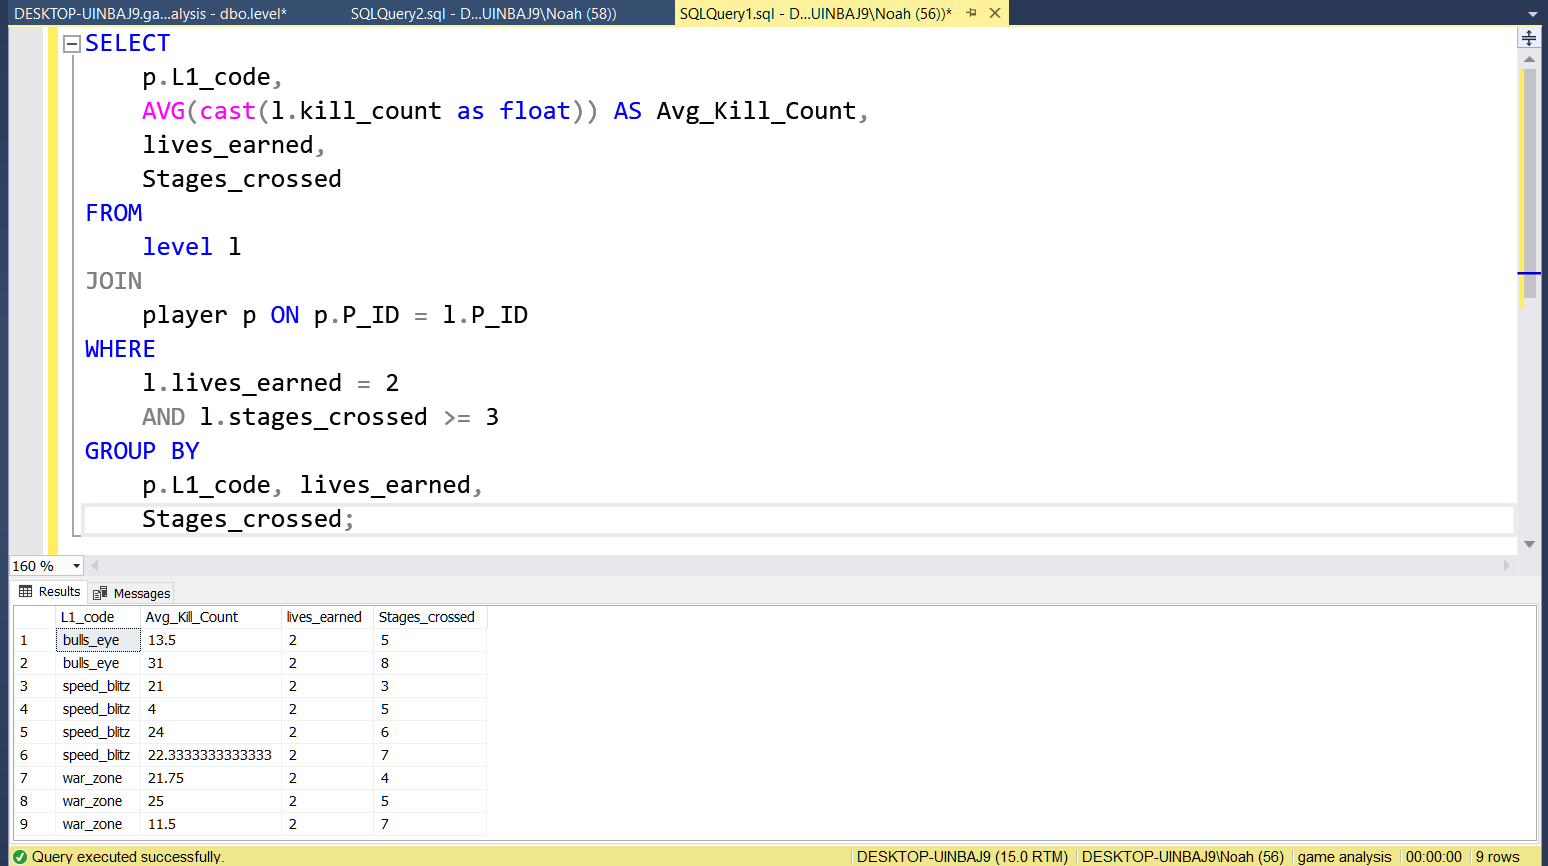 DESKTOP-UINBAJ9.ga...alysis - dbo.level* SQLQuery2.sql - D...UINBAJ9\Noah (58)) SQLQuery1.sql - D...UINBAJ9\Noah (56))*
SELECT
p.L1_code,
AVG(cast(l.kill_count as float)) AS Avg_Kill_Count,
lives_earned,
Stages_crossed
FROM
level l
JOIN
player p ON p.P_ID = l.P_ID
WHERE
l.lives_earned = 2
AND l.stages_crossed >= 3
GROUP BY
p.L1_code, lives_earned,
Stages_crossed;
160 %
Results Messages
L1_code Avg_Kill_Count lives_earned Stages_crossed
1 bulls_eye 13.5 2 5
2 bulls_eye 31 2 8
3 speed_blitz 21 2 3
4 speed_blitz 4 2 5
5 speed_blitz 24 2 6
6 speed_blitz 22.3333333333333 2 7
7 war_zone 21.75 2 4
8 war_zone 25 2 5
9 war_zone 11.5 2 7
Query executed successfully. DESKTOP-UINBAJ9 (15.0 RTM) DESKTOP-UINBAJ9\Noah (56) game analysis 00:00:00 9 rows